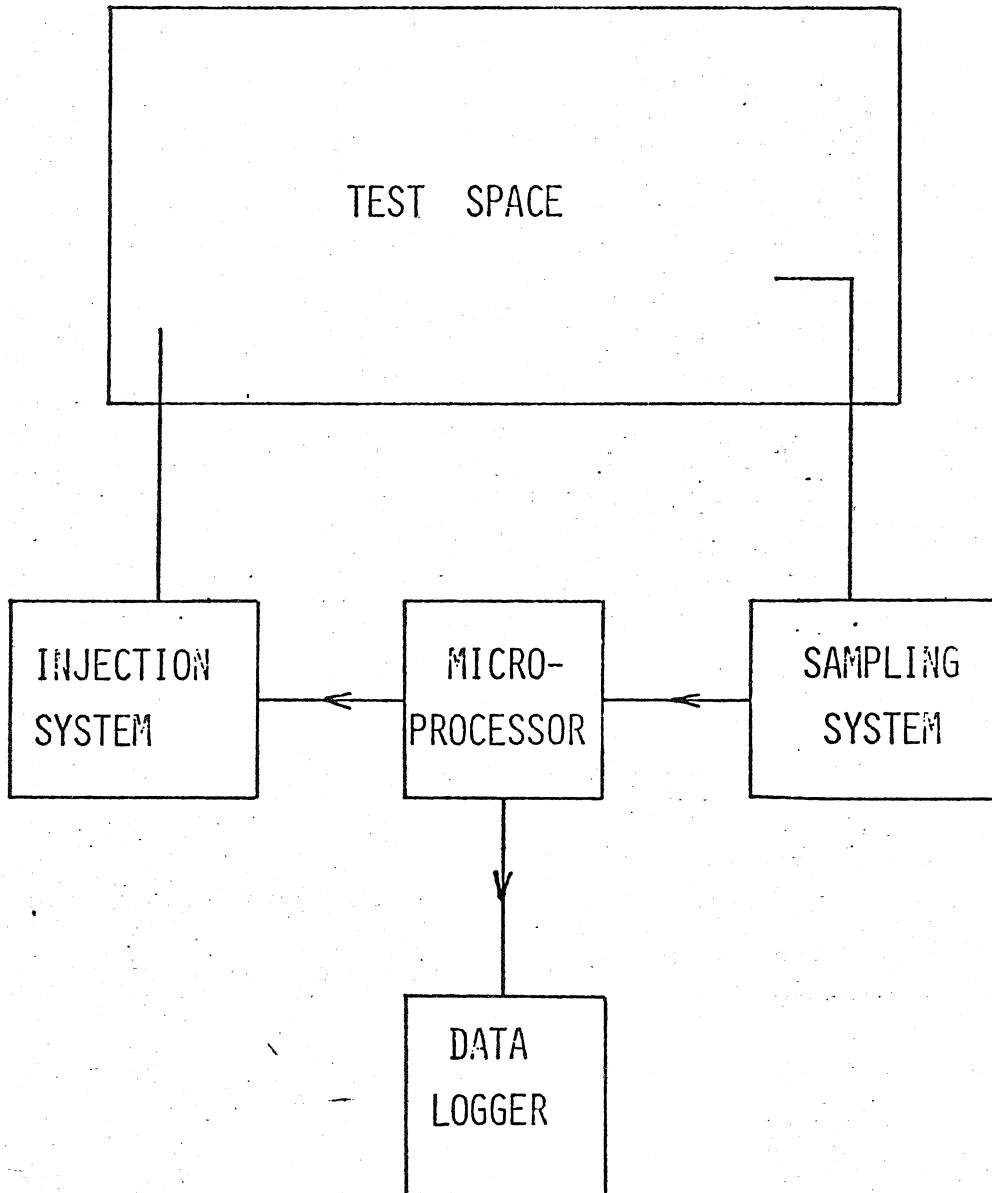 TEST SPACE
INJECTION
SYSTEM
MICRO-
PROCESSOR
SAMPLING
SYSTEM
DATA
LOGGER